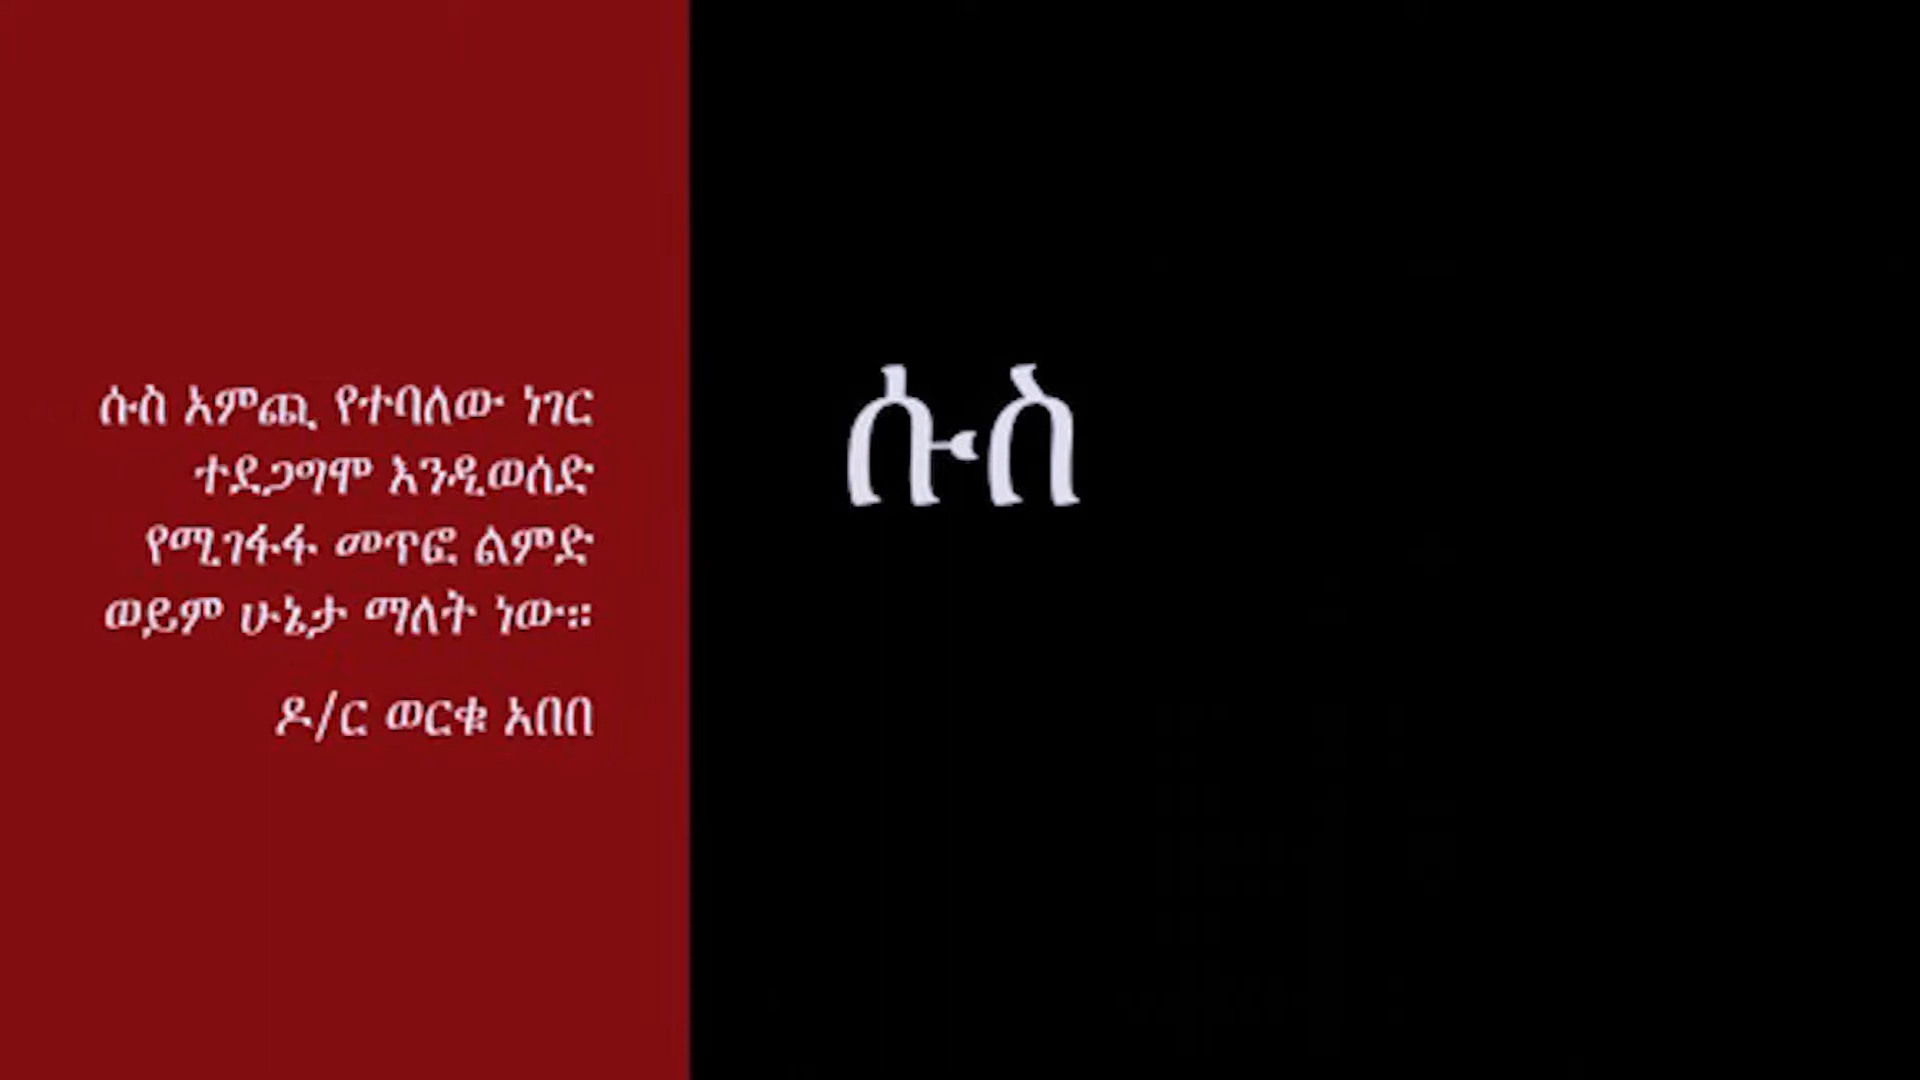 ሱስ አምጪ የተባለው ነገር
ተደጋግሞ እንዲወሰድ
የሚገፋፋ መጥፎ ልምድ
ወይም ሁኔታ ማለት ነው።
ዶ/ር ወርቁ አበበ
ሱስ